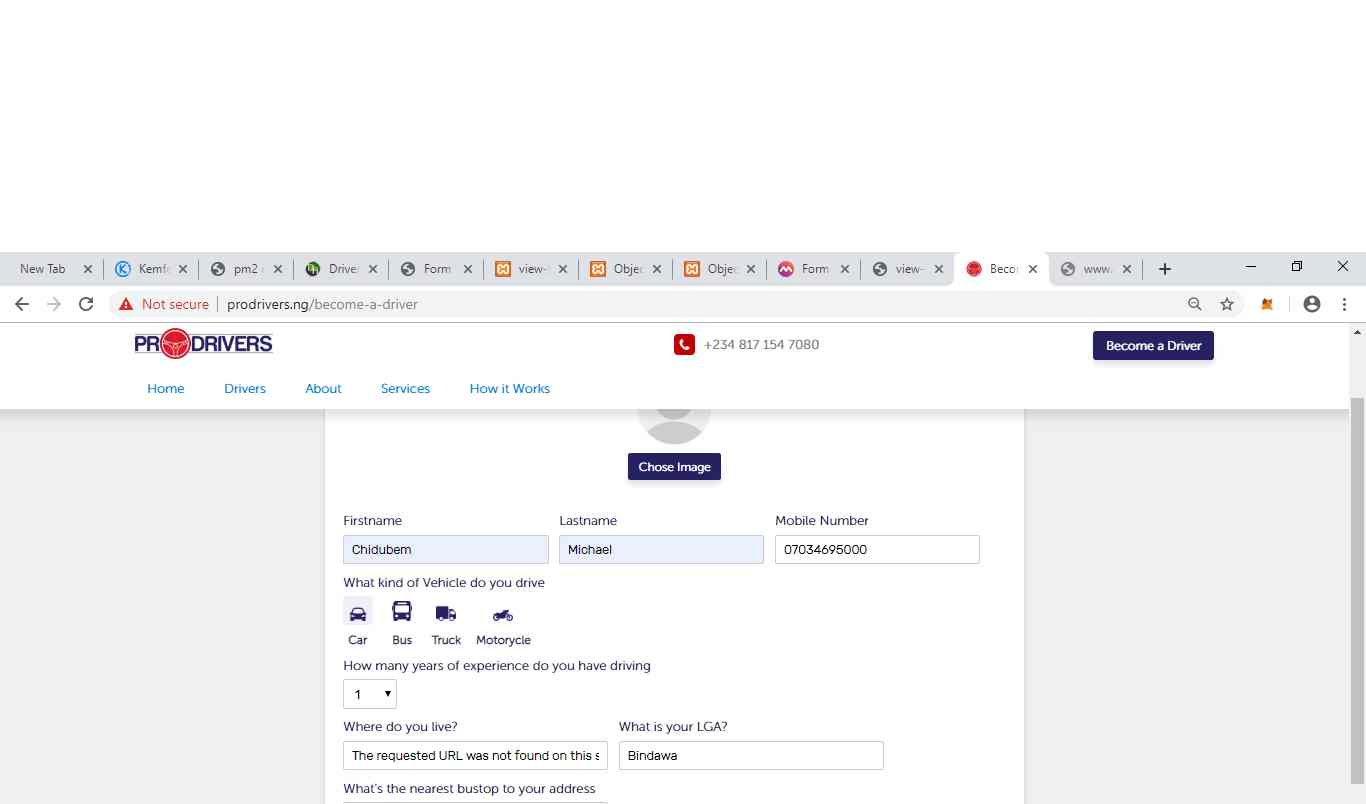 New Tab Kemfe pm2 Drive Form view- Objec Objec Form view- Becor www.
Not secure prodrivers.ng/become-a-driver
PRODRIVERS +234 817 154 7080 Become a Driver
Home Drivers About Services How it Works
Chose Image
Firstname Lastname Mobile Number
Chidubem Michael 07034695000
What kind of Vehicle do you drive
Car Bus Truck Motorycle
How many years of experience do you have driving
1
Where do you live? What is your LGA?
The requested URL was not found on this s Bindawa
What's the nearest bustop to your address